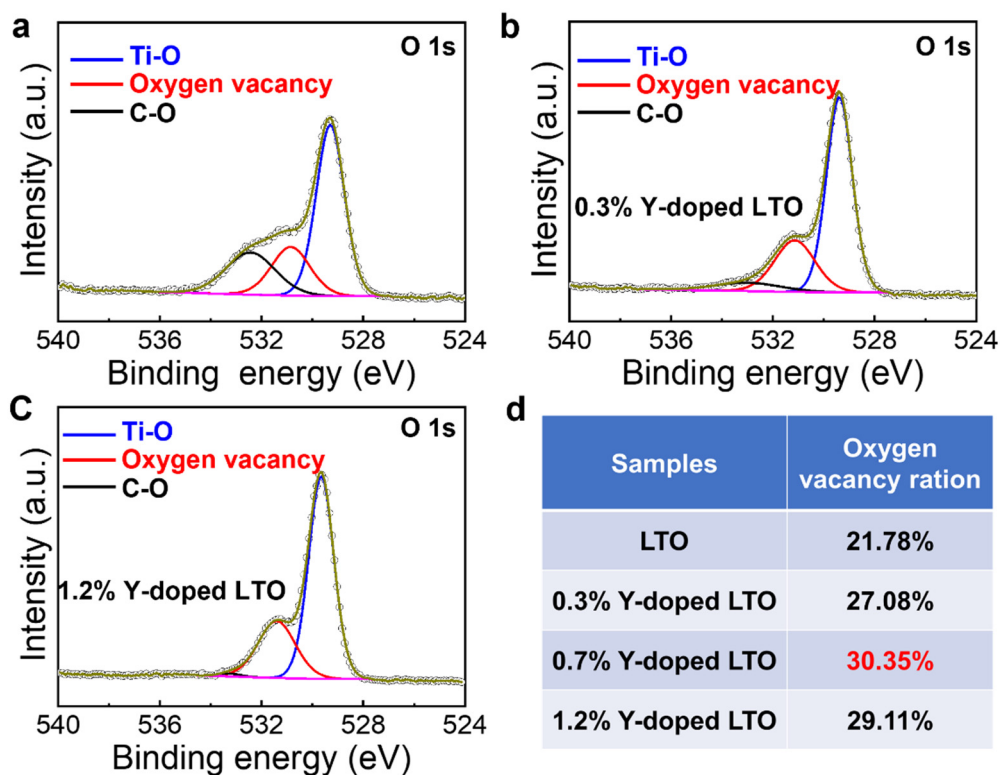 a
O 1s
Ti-O
Oxygen vacancy
C-O
Intensity (a.u.)
540 536 532 528 524
Binding energy (eV)
b
O 1s
Ti-O
Oxygen vacancy
C-O
0.3% Y-doped LTO
Intensity (a.u.)
540 536 532 528 524
Binding energy (eV)
C
O 1s
Ti-O
Oxygen vacancy
C-O
1.2% Y-doped LTO
Intensity (a.u.)
540 536 532 528 524
Binding energy (eV)
d
Samples Oxygen
vacancy ration
LTO 21.78%
0.3% Y-doped LTO 27.08%
0.7% Y-doped LTO 30.35%
1.2% Y-doped LTO 29.11%